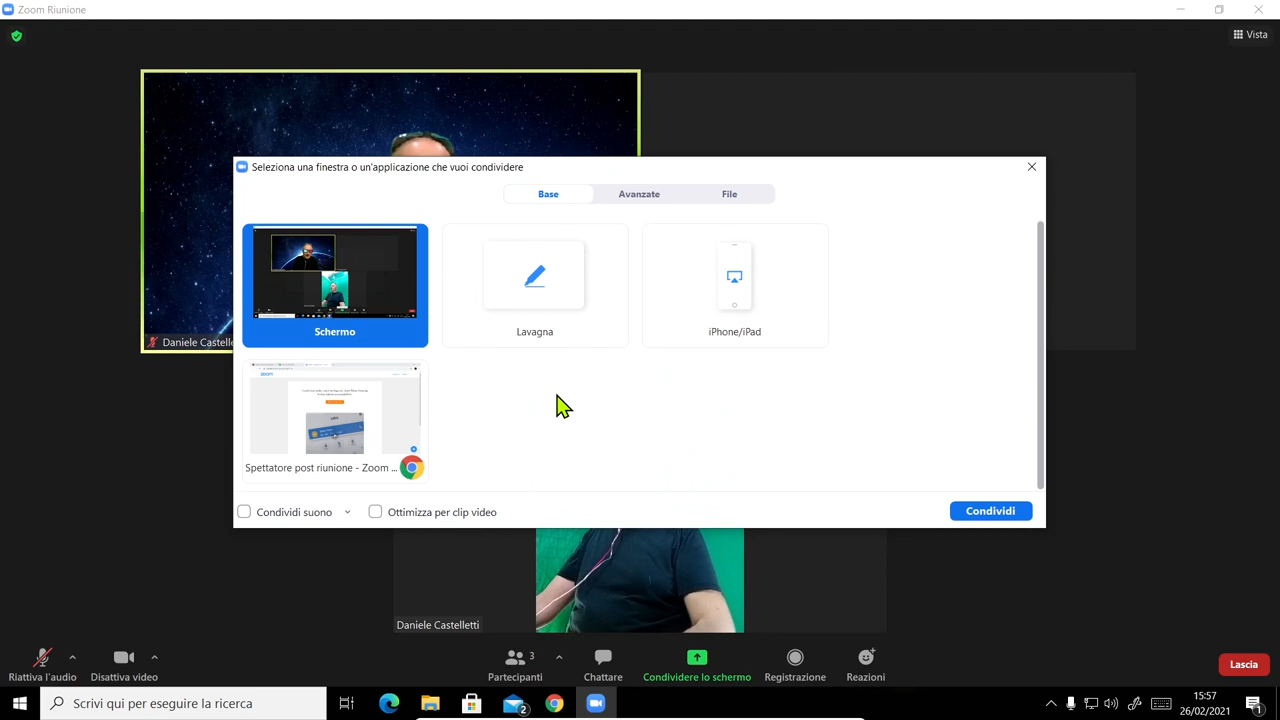 Zoom Riunione
Vista
Seleziona una finestra o un'applicazione che vuoi condividere
Base
Avanzate
File
Schermo
Lavagna
iPhone/iPad
zoom
Spettatore post riunione - Zoom ...
Condividi suono
Ottimizza per clip video
Condividi
Daniele Castelle
Daniele Castelletti
Riattiva l'audio
Disattiva video
Partecipanti
3
Chattare
Condividere lo schermo
Registrazione
Reazioni
Lascia
Scrivi qui per eseguire la ricerca
2
15:57
26/02/2021
1